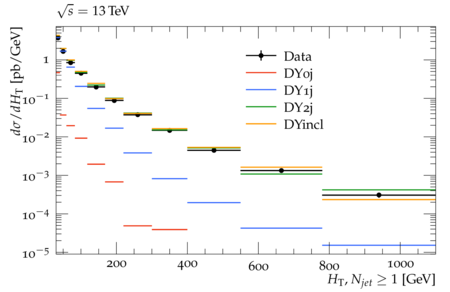 √s = 13 TeV
dσ/dH_T [pb/GeV]
1
10⁻¹
10⁻²
10⁻³
10⁻⁴
10⁻⁵
Data
DY0j
DY1j
DY2j
DYincl
200 400 600 800 1000
H_T, N_jet ≥ 1 [GeV]